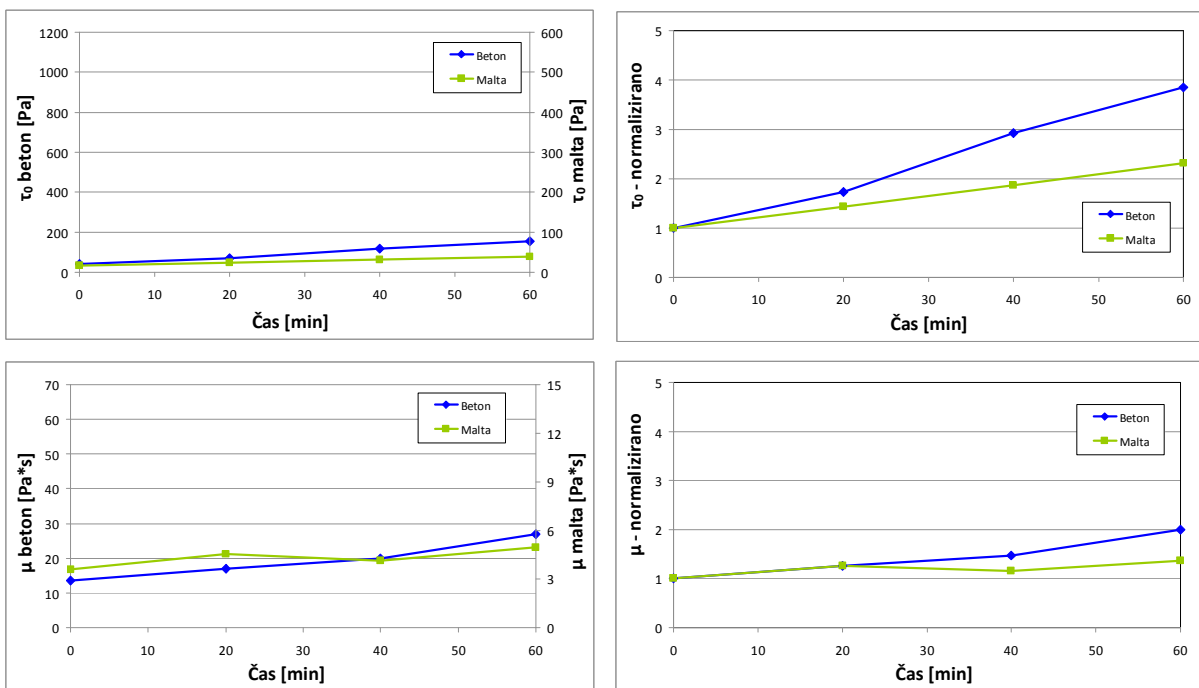 τ₀ beton [Pa]
1200
1000
800
600
400
200
0
600
500
400
300
200
100
0
τ₀ malta [Pa]
Beton
Malta
0 10 20 30 40 50 60
Čas [min]
τ₀ - normalizirano
5
4
3
2
1
0
Beton
Malta
0 10 20 30 40 50 60
Čas [min]
μ beton [Pa*s]
70
60
50
40
30
20
10
0
15
12
9
6
3
0
μ malta [Pa*s]
Beton
Malta
0 10 20 30 40 50 60
Čas [min]
μ - normalizirano
5
4
3
2
1
0
Beton
Malta
0 10 20 30 40 50 60
Čas [min]